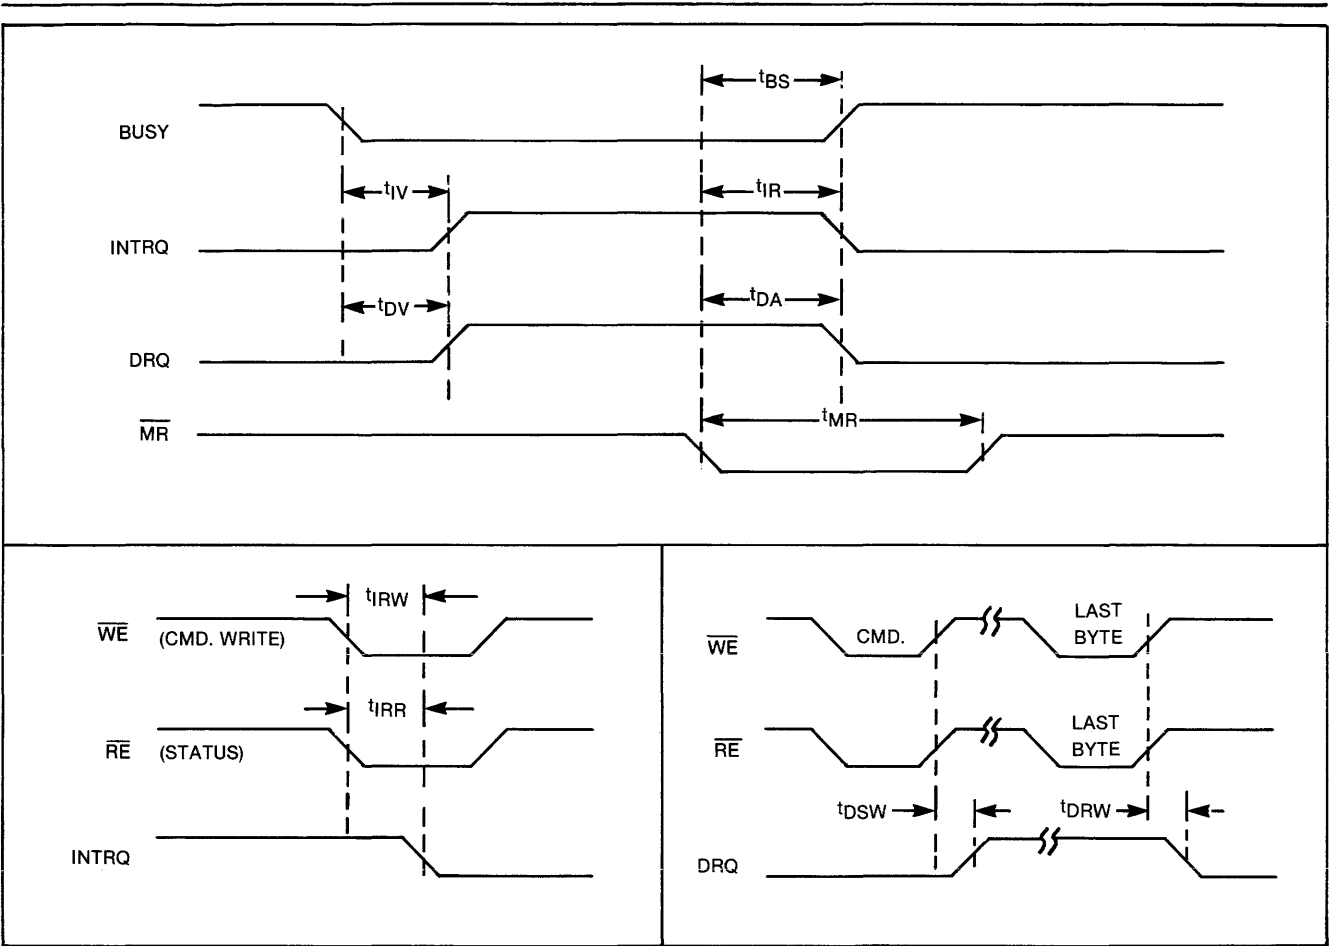 tBS
BUSY
tIV
tIR
INTRQ
tDV
tDA
DRQ
tMR
MR
tIRW
WE (CMD. WRITE)
tIRR
RE (STATUS)
INTRQ
WE
CMD.
LAST
BYTE
RE
LAST
BYTE
tDSW
tDRW
DRQ